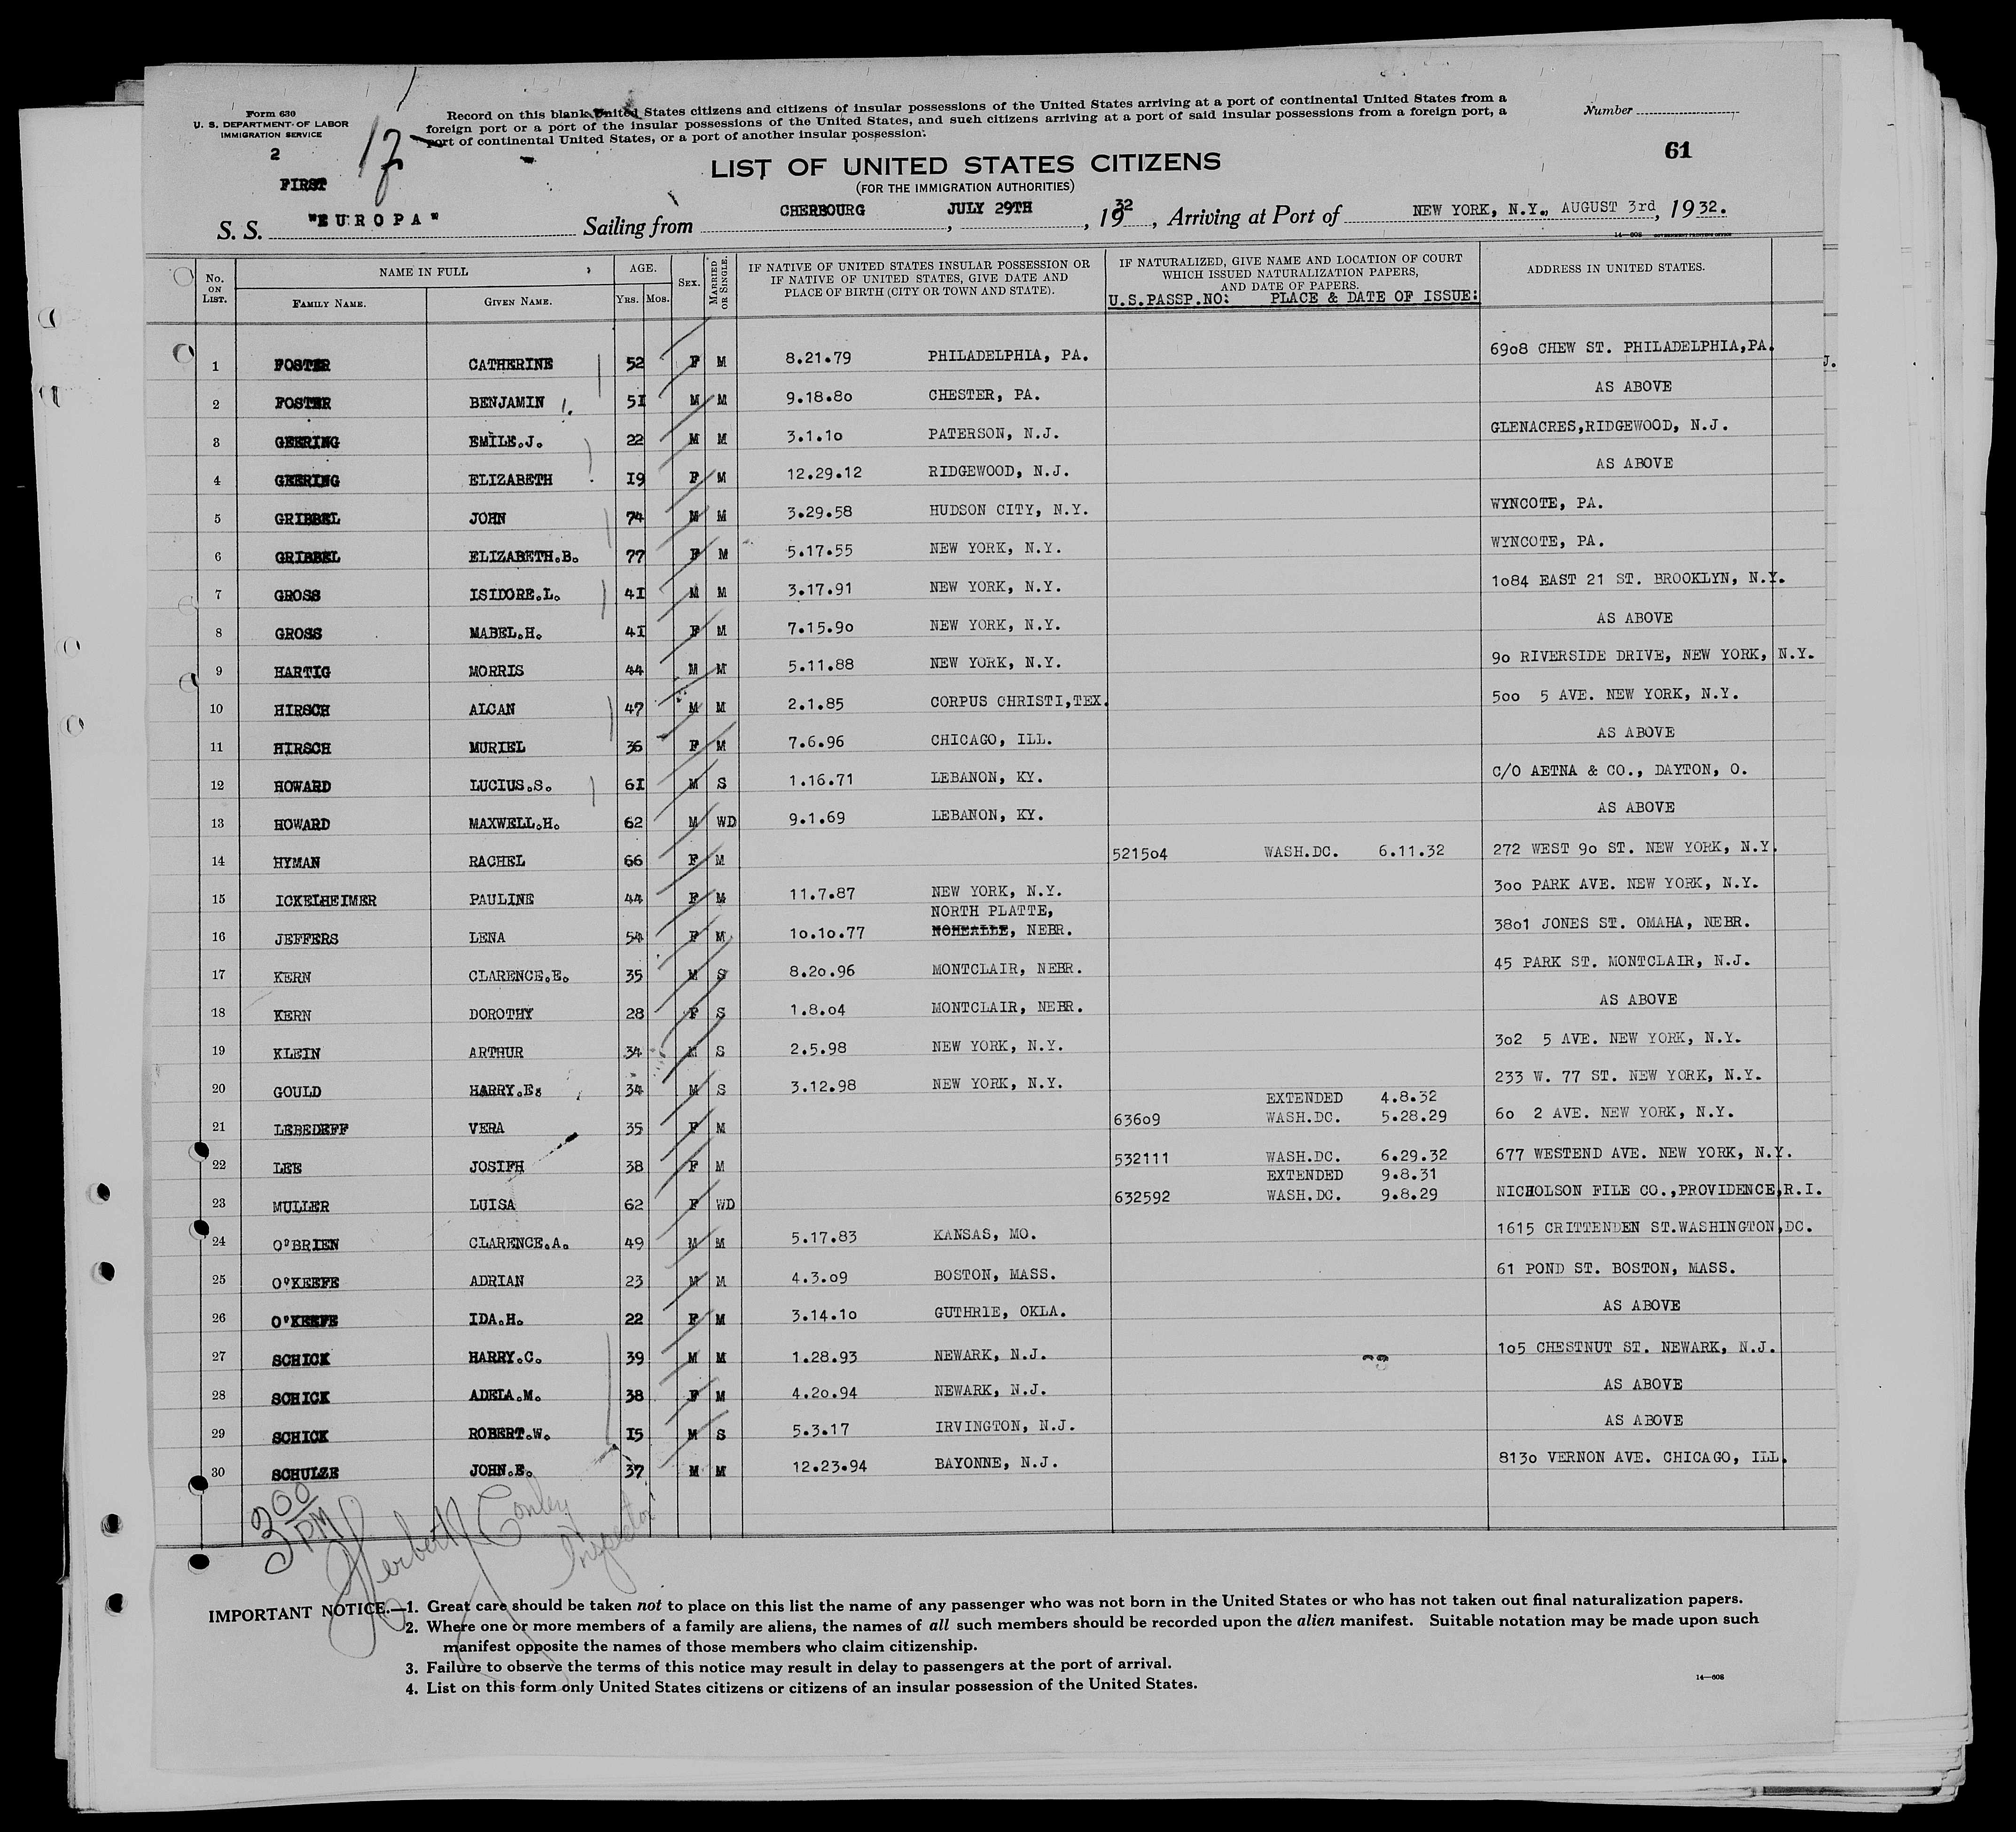 Form 630
U. S. DEPARTMENT OF LABOR
IMMIGRATION SERVICE
2
FIRST
17
Record on this blank United States citizens and citizens of insular possessions of the United States arriving at a port of continental United States from a
foreign port or a port of the insular possessions of the United States, and such citizens arriving at a port of said insular possessions from a foreign port, a
port of continental United States, or a port of another insular possession.
Number
61
LIST OF UNITED STATES CITIZENS
(FOR THE IMMIGRATION AUTHORITIES)
S. S. "EUROPA" Sailing from CHERBOURG, JULY 29TH, 1932, Arriving at Port of NEW YORK, N.Y., AUGUST 3rd, 1932.
14—608 GOVERNMENT PRINTING OFFICE
No. ON LIST. NAME IN FULL AGE. SEX. MARRIED OR SINGLE. IF NATIVE OF UNITED STATES INSULAR POSSESSION OR IF NATIVE OF UNITED STATES, GIVE DATE AND PLACE OF BIRTH (CITY OR TOWN AND STATE). IF NATURALIZED, GIVE NAME AND LOCATION OF COURT WHICH ISSUED NATURALIZATION PAPERS, AND DATE OF PAPERS. ADDRESS IN UNITED STATES.
FAMILY NAME. GIVEN NAME. YRS. MOS. U.S.PASSP.NO: PLACE & DATE OF ISSUE:
1 FOSTER CATHERINE 52 F M 8.21.79 PHILADELPHIA, PA. 6908 CHEW ST. PHILADELPHIA,PA.
2 FOSTER BENJAMIN 51 M M 9.18.80 CHESTER, PA. AS ABOVE
3 GEERING EMILE.J. 22 M M 3.1.10 PATERSON, N.J. GLENACRES,RIDGEWOOD, N.J.
4 GEERING ELIZABETH 19 F M 12.29.12 RIDGEWOOD, N.J. AS ABOVE
5 GRIBBEL JOHN 74 M M 3.29.58 HUDSON CITY, N.Y. WYNCOTE, PA.
6 GRIBBEL ELIZABETH.B. 77 F M 5.17.55 NEW YORK, N.Y. WYNCOTE, PA.
7 GROSS ISIDORE.L. 41 M M 3.17.91 NEW YORK, N.Y. 1084 EAST 21 ST. BROOKLYN, N.Y.
8 GROSS MABEL.H. 41 F M 7.15.90 NEW YORK, N.Y. AS ABOVE
9 HARTIG MORRIS 44 M M 5.11.88 NEW YORK, N.Y. 90 RIVERSIDE DRIVE, NEW YORK, N.Y.
10 HIRSCH ALCAN 47 M M 2.1.85 CORPUS CHRISTI,TEX. 500 5 AVE. NEW YORK, N.Y.
11 HIRSCH MURIEL 36 F M 7.6.96 CHICAGO, ILL. AS ABOVE
12 HOWARD LUCIUS.S. 61 M S 1.16.71 LEBANON, KY. C/O AETNA & CO., DAYTON, O.
13 HOWARD MAXWELL.H. 62 M WD 9.1.69 LEBANON, KY. AS ABOVE
14 HYMAN RACHEL 66 F M 521504 WASH.DC. 6.11.32 272 WEST 90 ST. NEW YORK, N.Y.
15 ICKELHEIMER PAULINE 44 F M 11.7.87 NEW YORK, N.Y. 300 PARK AVE. NEW YORK, N.Y.
NORTH PLATTE,
16 JEFFERS LENA 54 F M 10.10.77 , NEBR. 3801 JONES ST. OMAHA, NEBR.
17 KERN CLARENCE.E. 35 M S 8.20.96 MONTCLAIR, NEBR. 45 PARK ST. MONTCLAIR, N.J.
18 KERN DOROTHY 28 F S 1.8.04 MONTCLAIR, NEBR. AS ABOVE
19 KLEIN ARTHUR 34 M S 2.5.98 NEW YORK, N.Y. 302 5 AVE. NEW YORK, N.Y.
20 GOULD HARRY.E. 34 M S 3.12.98 NEW YORK, N.Y. 233 W. 77 ST. NEW YORK, N.Y.
EXTENDED 4.8.32
21 LEBEDEFF VERA 35 F M 63609 WASH.DC. 5.28.29 60 2 AVE. NEW YORK, N.Y.
22 LEE JOSIFH 38 F M 532111 WASH.DC. 6.29.32 677 WESTEND AVE. NEW YORK, N.Y.
EXTENDED 9.8.31
23 MULLER LUISA 62 F WD 632592 WASH.DC. 9.8.29 NICHOLSON FILE CO.,PROVIDENCE,R.I.
24 O'BRIEN CLARENCE.A. 49 M M 5.17.83 KANSAS, MO. 1615 CRITTENDEN ST.WASHINGTON,DC.
25 O'KEEFE ADRIAN 23 M M 4.3.09 BOSTON, MASS. 61 POND ST. BOSTON, MASS.
26 O'KEEFE IDA.H. 22 F M 3.14.10 GUTHRIE, OKLA. AS ABOVE
27 SCHICK HARRY.C. 39 M M 1.28.93 NEWARK, N.J. 105 CHESTNUT ST. NEWARK, N.J.
28 SCHICK ADELA.M. 38 F M 4.20.94 NEWARK, N.J. AS ABOVE
29 SCHICK ROBERT.W. 15 M S 5.3.17 IRVINGTON, N.J. AS ABOVE
30 SCHULZE JOHN.E. 37 M M 12.23.94 BAYONNE, N.J. 8130 VERNON AVE. CHICAGO, ILL.
3 00 PM
Herbert J Conley
Inspector
IMPORTANT NOTICE.—1. Great care should be taken not to place on this list the name of any passenger who was not born in the United States or who has not taken out final naturalization papers.
2. Where one or more members of a family are aliens, the names of all such members should be recorded upon the alien manifest. Suitable notation may be made upon such
manifest opposite the names of those members who claim citizenship.
3. Failure to observe the terms of this notice may result in delay to passengers at the port of arrival.
4. List on this form only United States citizens or citizens of an insular possession of the United States.
14—608